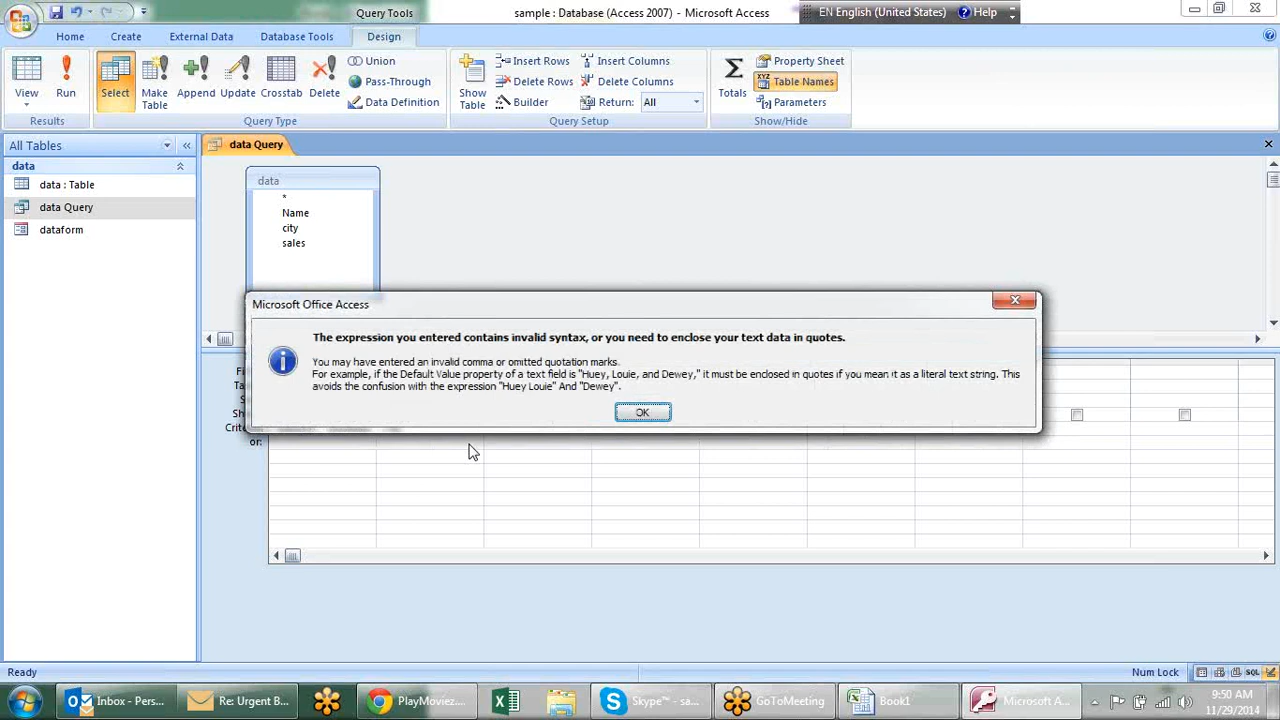 Query Tools
sample : Database (Access 2007) - Microsoft Access
EN English (United States)
Help
Home
Create
External Data
Database Tools
Design
View
Run
Select
Make Table
Append
Update
Crosstab
Delete
Union
Pass-Through
Data Definition
Show Table
Insert Rows
Delete Rows
Builder
Insert Columns
Delete Columns
Return:
All
Totals
Property Sheet
Table Names
Parameters
Results
Query Type
Query Setup
Show/Hide
All Tables
data
data : Table
data Query
dataform
data Query
data
*
Name
city
sales
Microsoft Office Access
The expression you entered contains invalid syntax, or you need to enclose your text data in quotes.
You may have entered an invalid comma or omitted quotation marks.
For example, if the Default Value property of a text field is "Huey, Louie, and Dewey," it must be enclosed in quotes if you mean it as a literal text string. This
avoids the confusion with the expression "Huey Louie" And "Dewey".
OK
or:
Ready
Num Lock
SQL
Inbox - Pers...
Re: Urgent B...
PlayMoviez....
Skype™ - sa...
GoToMeeting
Book1
Microsoft A...
9:50 AM
11/29/2014